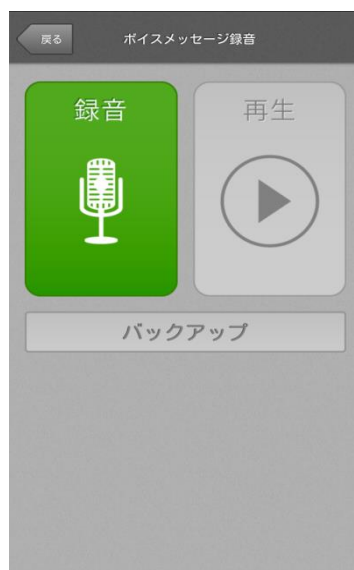 戻る
ボイスメッセージ録音
録音
再生
バックアップ